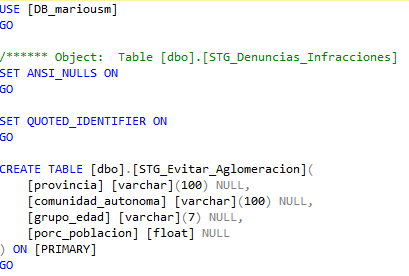 USE [DB_mariousm]
GO
/****** Object:  Table [dbo].[STG_Denuncias_Infracciones]
SET ANSI_NULLS ON
GO
SET QUOTED_IDENTIFIER ON
GO
CREATE TABLE [dbo].[STG_Evitar_Aglomeracion](
    [provincia] [varchar](100) NULL,
    [comunidad_autonoma] [varchar](100) NULL,
    [grupo_edad] [varchar](7) NULL,
    [porc_poblacion] [float] NULL
) ON [PRIMARY]
GO